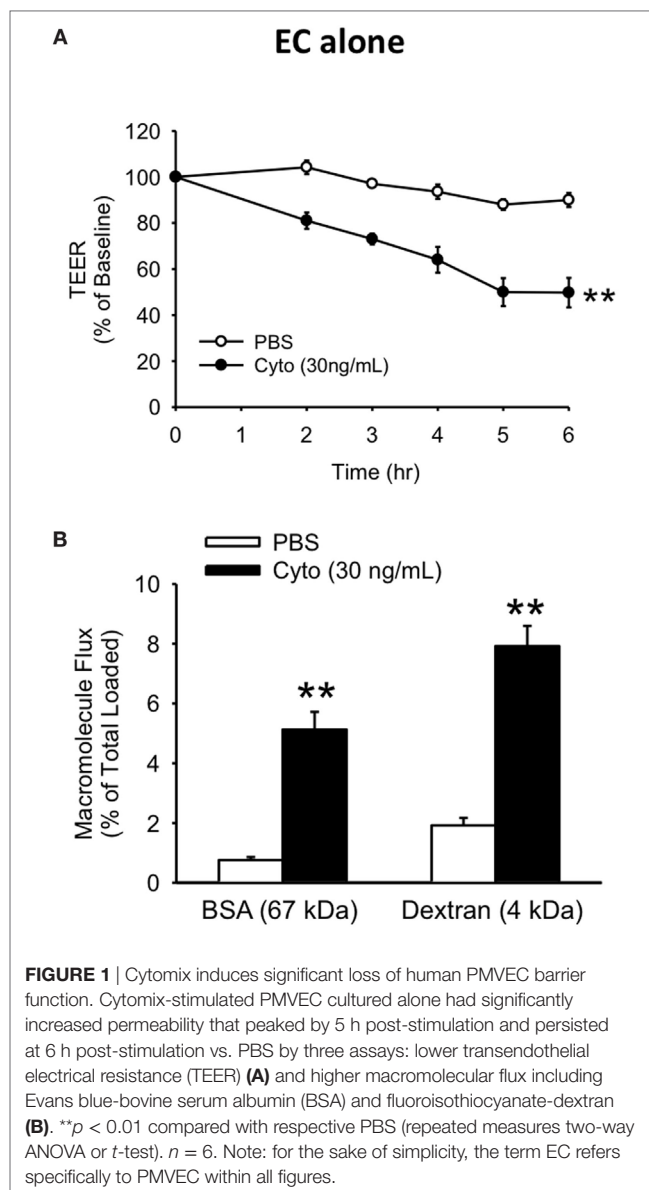 A
EC alone
TEER
(% of Baseline)
120
100
80
60
40
20
0
PBS
Cyto (30ng/mL)
**
0 1 2 3 4 5 6
Time (hr)
B
PBS
Cyto (30 ng/mL)
Macromolecule Flux
(% of Total Loaded)
10
8
6
4
2
0
**
**
BSA (67 kDa) Dextran (4 kDa)
FIGURE 1 | Cytomix induces significant loss of human PMVEC barrier
function. Cytomix-stimulated PMVEC cultured alone had significantly
increased permeability that peaked by 5 h post-stimulation and persisted
at 6 h post-stimulation vs. PBS by three assays: lower transendothelial
electrical resistance (TEER) (A) and higher macromolecular flux including
Evans blue-bovine serum albumin (BSA) and fluoroisothiocyanate-dextran
(B). **p < 0.01 compared with respective PBS (repeated measures two-way
ANOVA or t-test). n = 6. Note: for the sake of simplicity, the term EC refers
specifically to PMVEC within all figures.